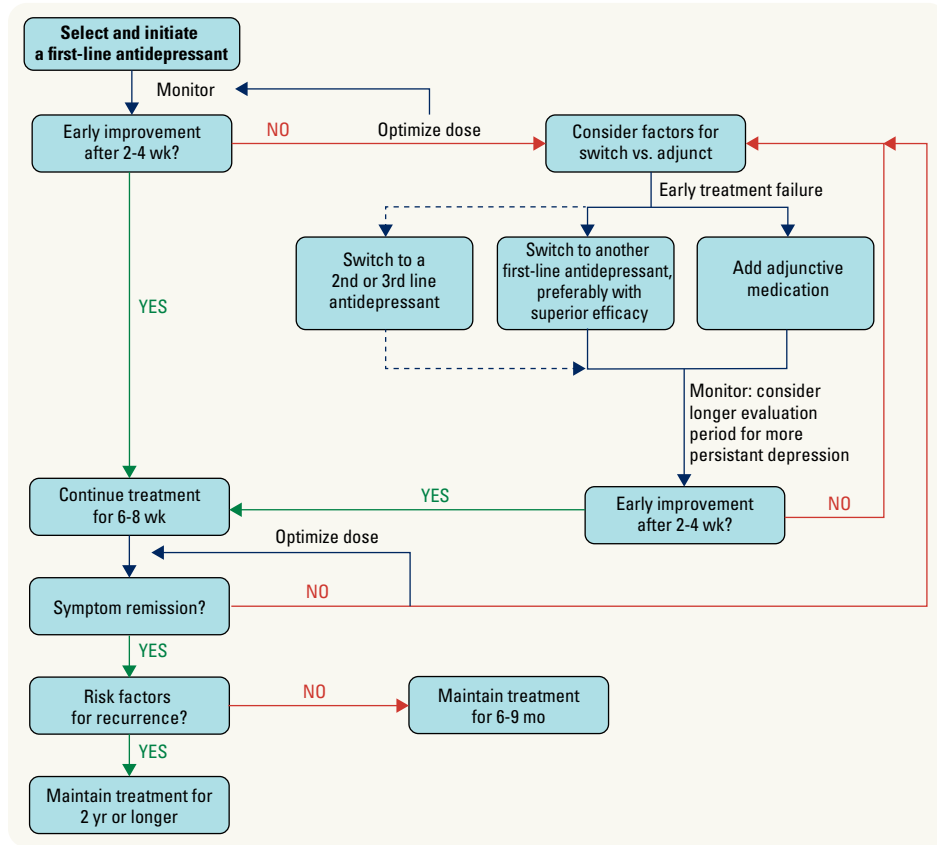 Select and initiate
a first-line antidepressant
Monitor
Optimize dose
Early improvement
after 2-4 wk?
NO
Consider factors for
switch vs. adjunct
Early treatment failure
Switch to a
2nd or 3rd line
antidepressant
Switch to another
first-line antidepressant,
preferably with
superior efficacy
Add adjunctive
medication
YES
Monitor: consider
longer evaluation
period for more
persistant depression
Continue treatment
for 6-8 wk
YES
Early improvement
after 2-4 wk?
NO
Optimize dose
Symptom remission?
NO
YES
Risk factors
for recurrence?
NO
Maintain treatment
for 6-9 mo
YES
Maintain treatment for
2 yr or longer